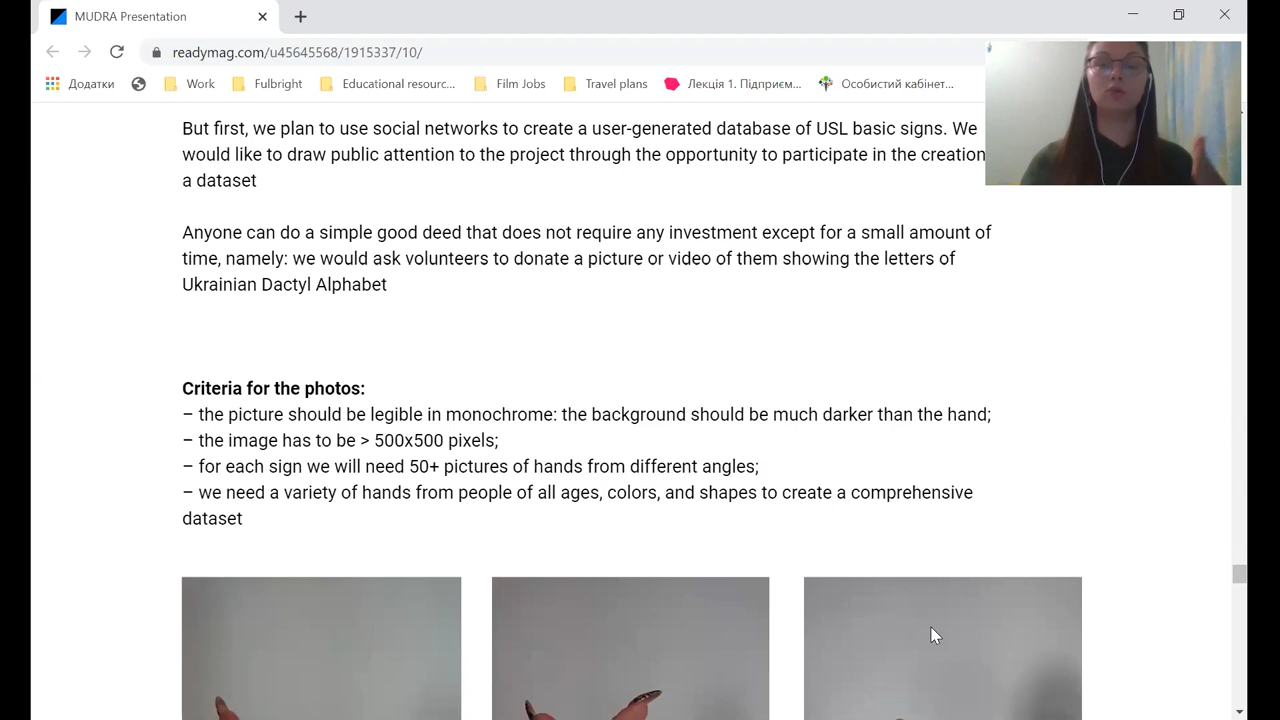 MUDRA Presentation
readymag.com/u45645568/1915337/10/
Додатки Work Fulbright Educational resourc... Film Jobs Travel plans Лекція 1. Підприєм... Особистий кабінет...
But first, we plan to use social networks to create a user-generated database of USL basic signs. We
would like to draw public attention to the project through the opportunity to participate in the creation
a dataset
Anyone can do a simple good deed that does not require any investment except for a small amount of
time, namely: we would ask volunteers to donate a picture or video of them showing the letters of
Ukrainian Dactyl Alphabet
Criteria for the photos:
– the picture should be legible in monochrome: the background should be much darker than the hand;
– the image has to be > 500x500 pixels;
– for each sign we will need 50+ pictures of hands from different angles;
– we need a variety of hands from people of all ages, colors, and shapes to create a comprehensive
dataset